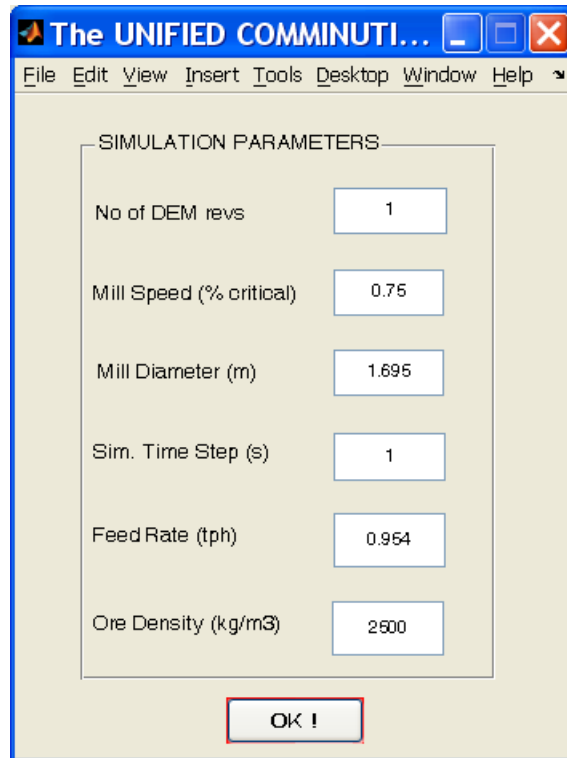 The UNIFIED COMMINUTI...
File Edit View Insert Tools Desktop Window Help
SIMULATION PARAMETERS
No of DEM revs 1
Mill Speed (% critical) 0.75
Mill Diameter (m) 1.695
Sim. Time Step (s) 1
Feed Rate (tph) 0.954
Ore Density (kg/m3) 2500
OK !